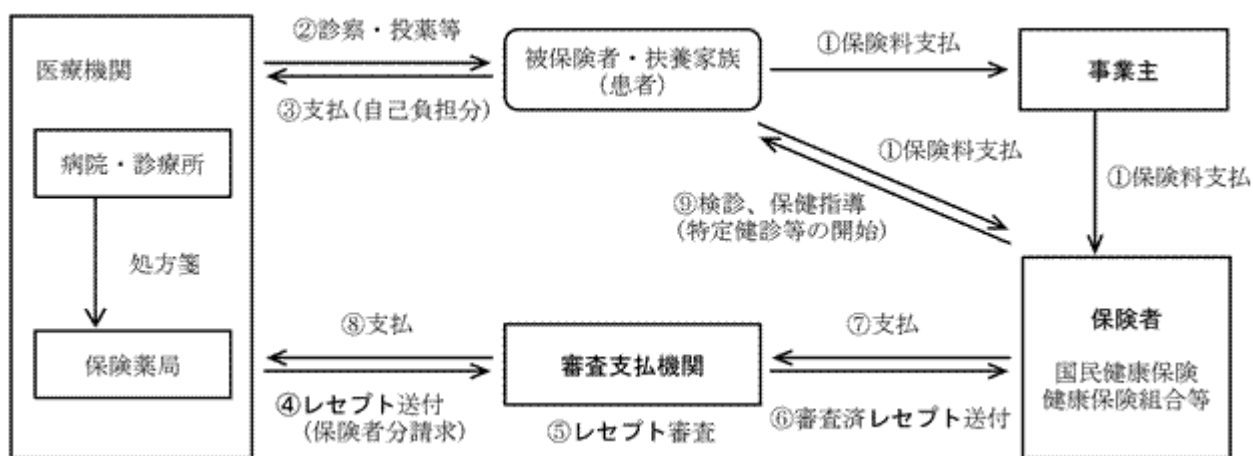 医療機関
病院・診療所
処方箋
保険薬局
②診察・投薬等
③支払(自己負担分)
被保険者・扶養家族
(患者)
①保険料支払
事業主
①保険料支払
①保険料支払
⑨検診、保健指導
(特定健診等の開始)
保険者
国民健康保険
健康保険組合等
⑧支払
④レセプト送付
(保険者分請求)
審査支払機関
⑤レセプト審査
⑦支払
⑥審査済レセプト送付